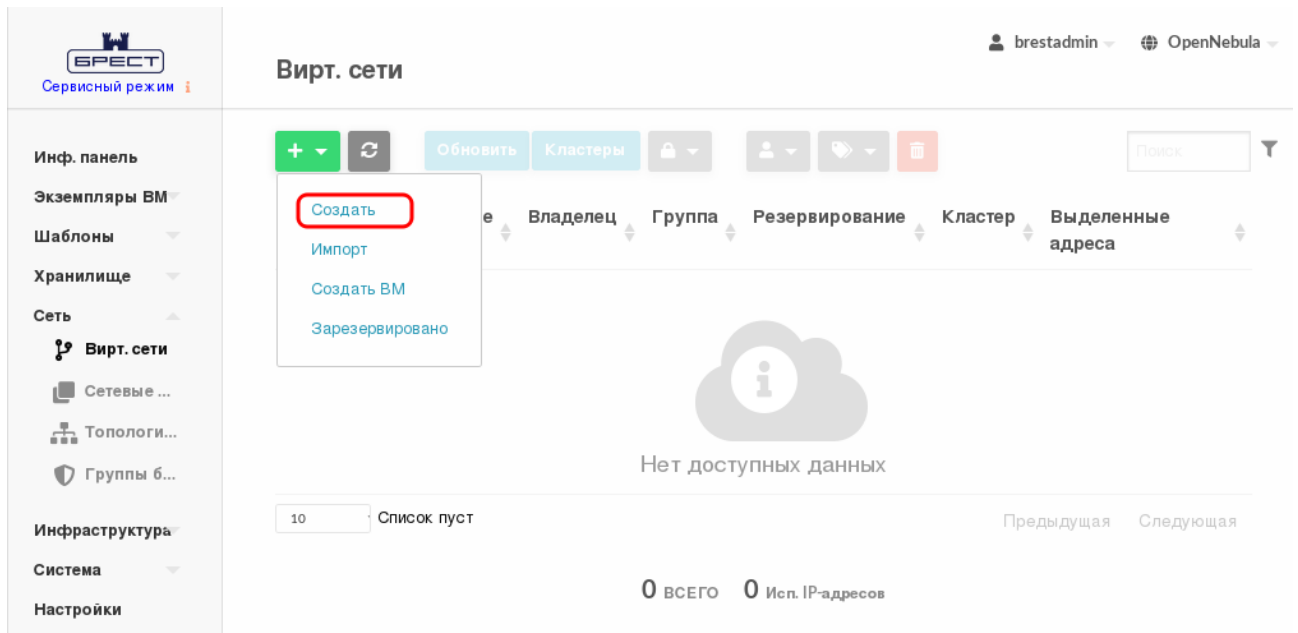 БРЕСТ
Сервисный режим i
Вирт. сети
brestadmin
OpenNebula
Инф. панель
Экземпляры ВМ
Шаблоны
Хранилище
Сеть
Вирт. сети
Сетевые ...
Топологи...
Группы б...
Инфраструктура
Система
Настройки
Обновить Кластеры
Поиск
Создать
Импорт
Создать ВМ
Зарезервировано
е Владелец Группа Резервирование Кластер Выделенные
адреса
Нет доступных данных
10 Список пуст
Предыдущая Следующая
0 ВСЕГО 0 Исп. IP-адресов